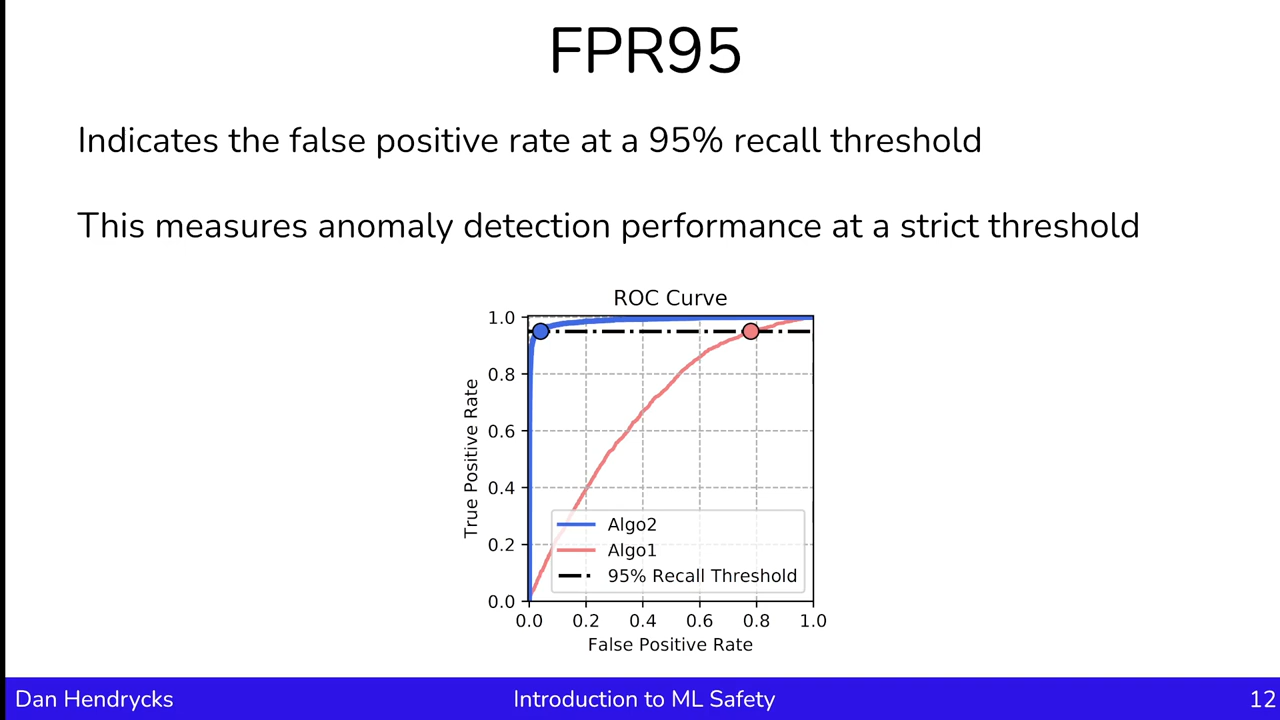 FPR95
Indicates the false positive rate at a 95% recall threshold
This measures anomaly detection performance at a strict threshold
ROC Curve
1.0
0.8
0.6
0.4
0.2
0.0
True Positive Rate
Algo2
Algo1
95% Recall Threshold
0.0 0.2 0.4 0.6 0.8 1.0
False Positive Rate
Dan Hendrycks
Introduction to ML Safety
12